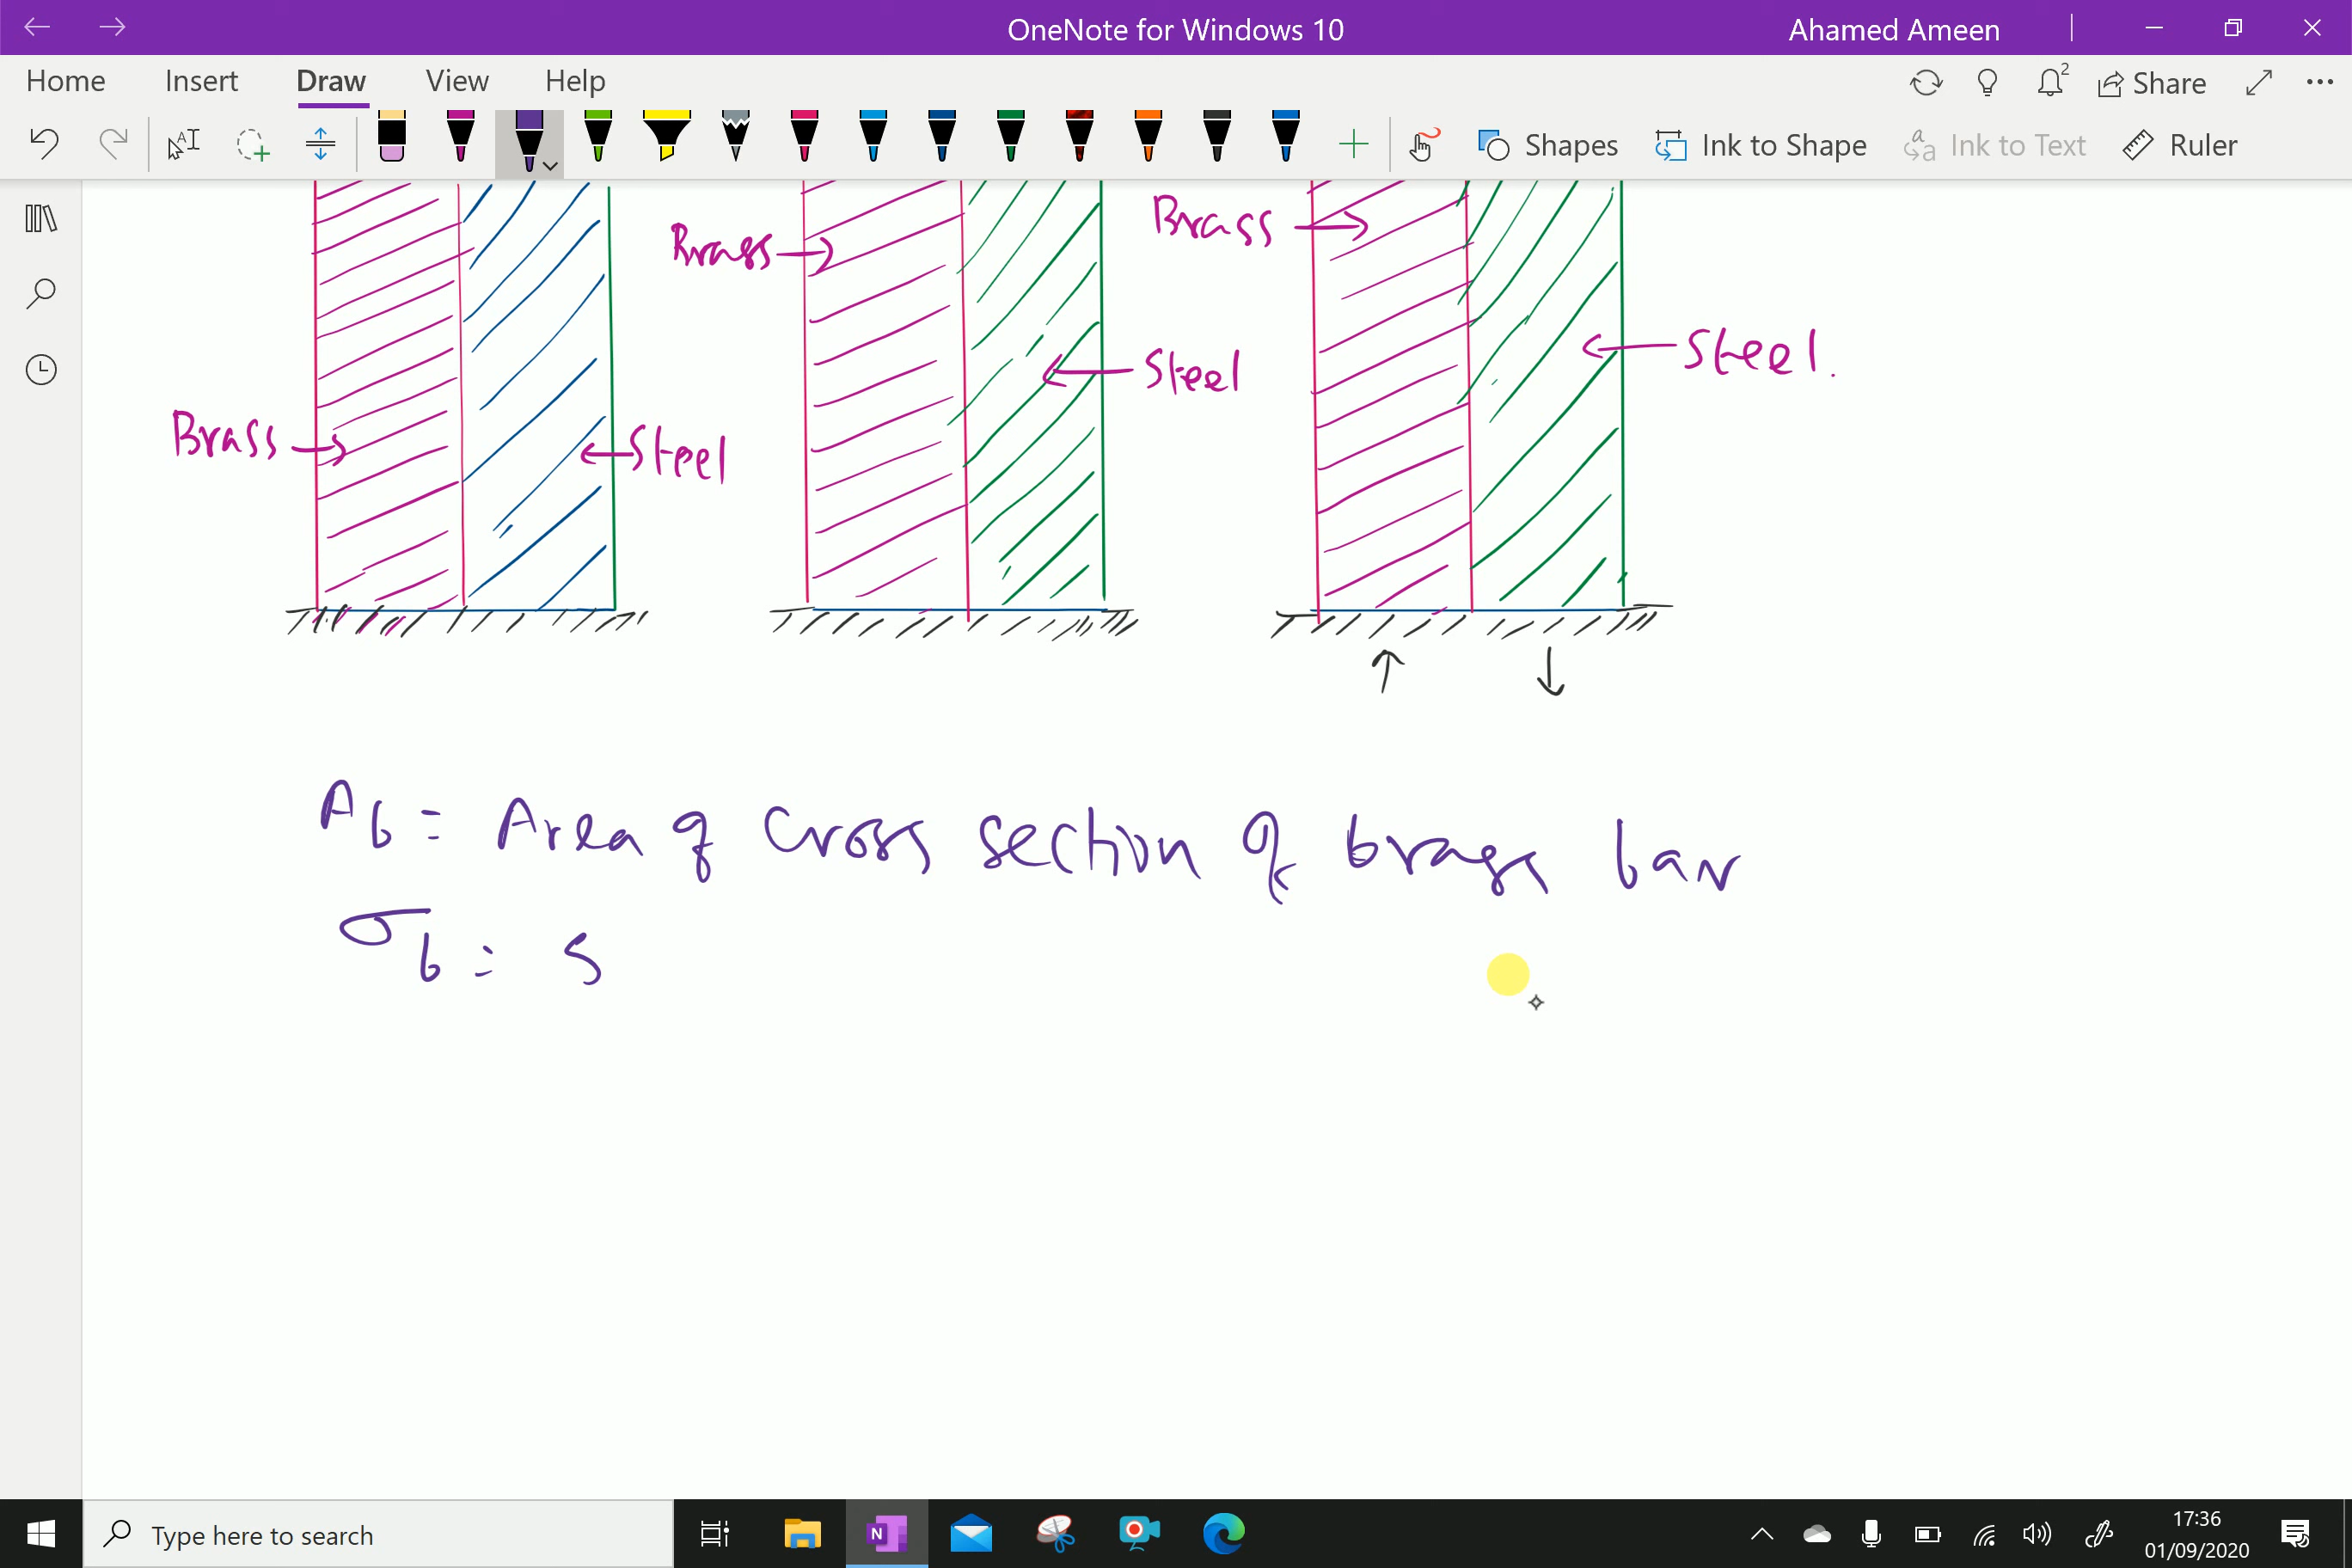 OneNote for Windows 10
Ahamed Ameen
Home Insert Draw View Help
2
Share
AI
Shapes
Ink to Shape
a
a
Ink to Text
Ruler
Brass
Steel
Brass
Steel
Brass
Steel.
Ab = Area of Cross section of brass bar
σb = s
Type here to search
N
17:36
01/09/2020